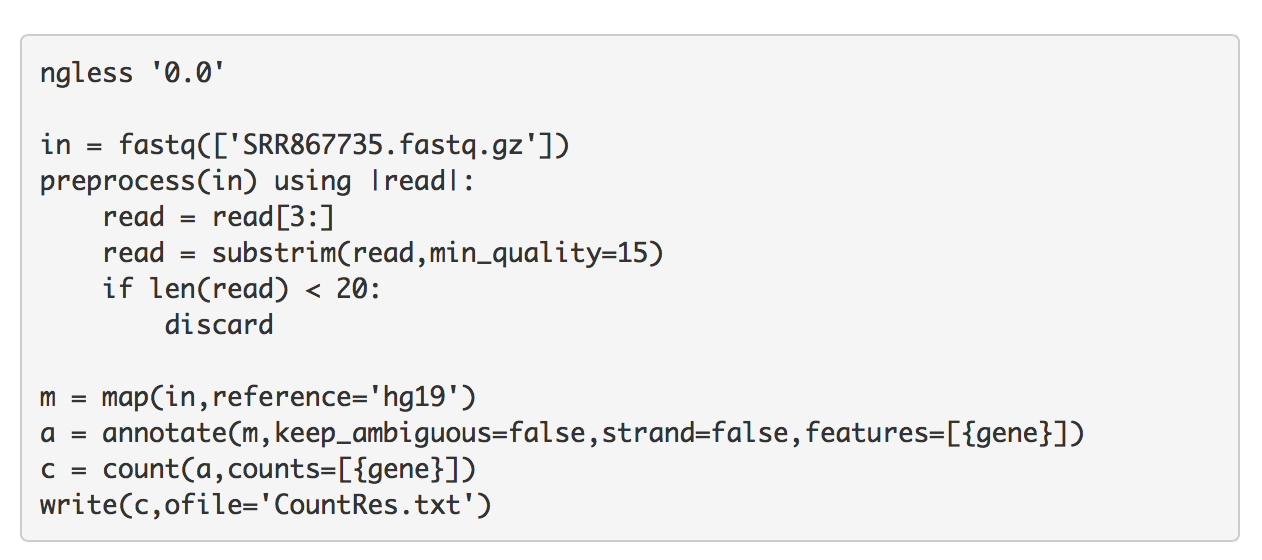 ngless '0.0'

in = fastq(['SRR867735.fastq.gz'])
preprocess(in) using |read|:
    read = read[3:]
    read = substrim(read,min_quality=15)
    if len(read) < 20:
        discard

m = map(in,reference='hg19')
a = annotate(m,keep_ambiguous=false,strand=false,features=[{gene}])
c = count(a,counts=[{gene}])
write(c,ofile='CountRes.txt')